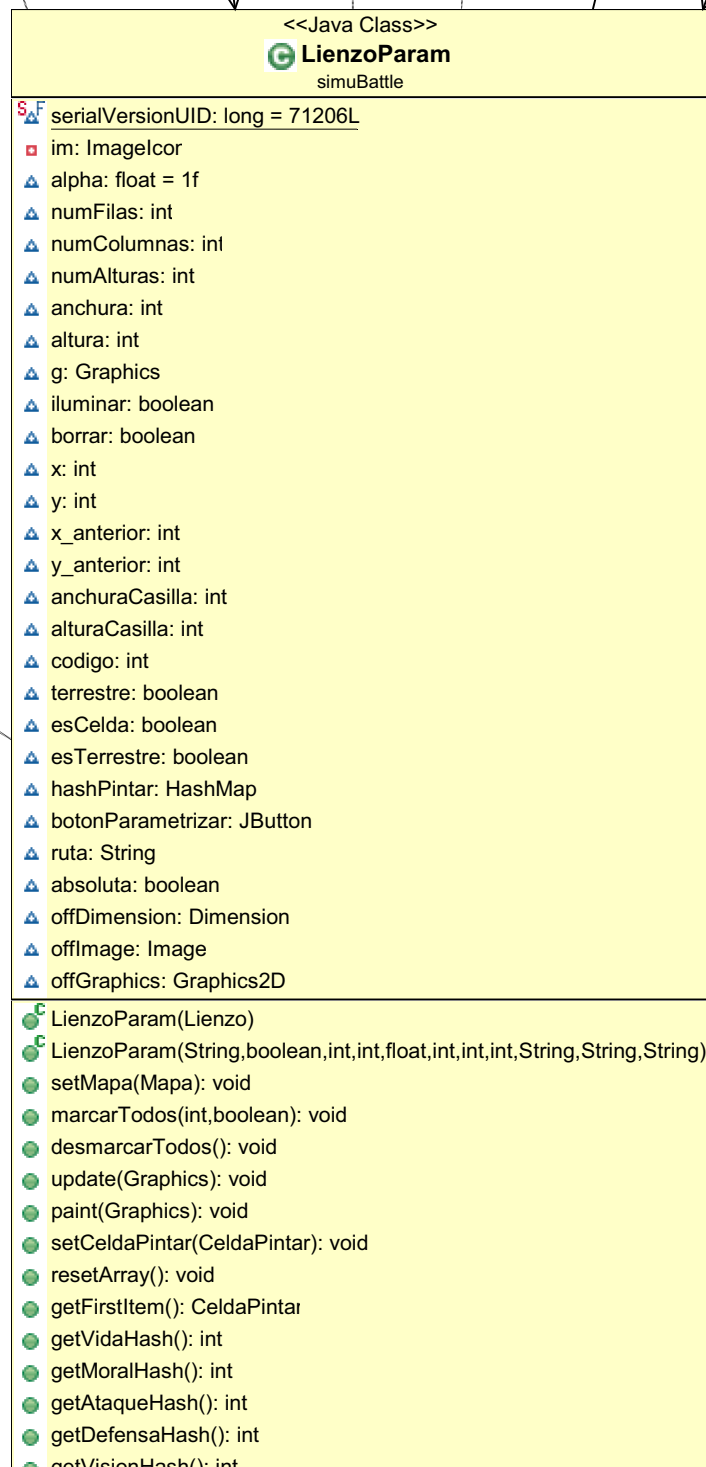 <<Java Class>>
LienzoParam
simuBattle
serialVersionUID: long = 71206L
im: ImageIcor
alpha: float = 1f
numFilas: int
numColumnas: int
numAlturas: int
anchura: int
altura: int
g: Graphics
iluminar: boolean
borrar: boolean
x: int
y: int
x_anterior: int
y_anterior: int
anchuraCasilla: int
alturaCasilla: int
codigo: int
terrestre: boolean
esCelda: boolean
esTerrestre: boolean
hashPintar: HashMap
botonParametrizar: JButton
ruta: String
absoluta: boolean
offDimension: Dimension
offImage: Image
offGraphics: Graphics2D
LienzoParam(Lienzo)
LienzoParam(String,boolean,int,int,float,int,int,int,String,String,String)
setMapa(Mapa): void
marcarTodos(int,boolean): void
desmarcarTodos(): void
update(Graphics): void
paint(Graphics): void
setCeldaPintar(CeldaPintar): void
resetArray(): void
getFirstItem(): CeldaPintar
getVidaHash(): int
getMoralHash(): int
getAtaqueHash(): int
getDefensaHash(): int
getVisionHash(): int